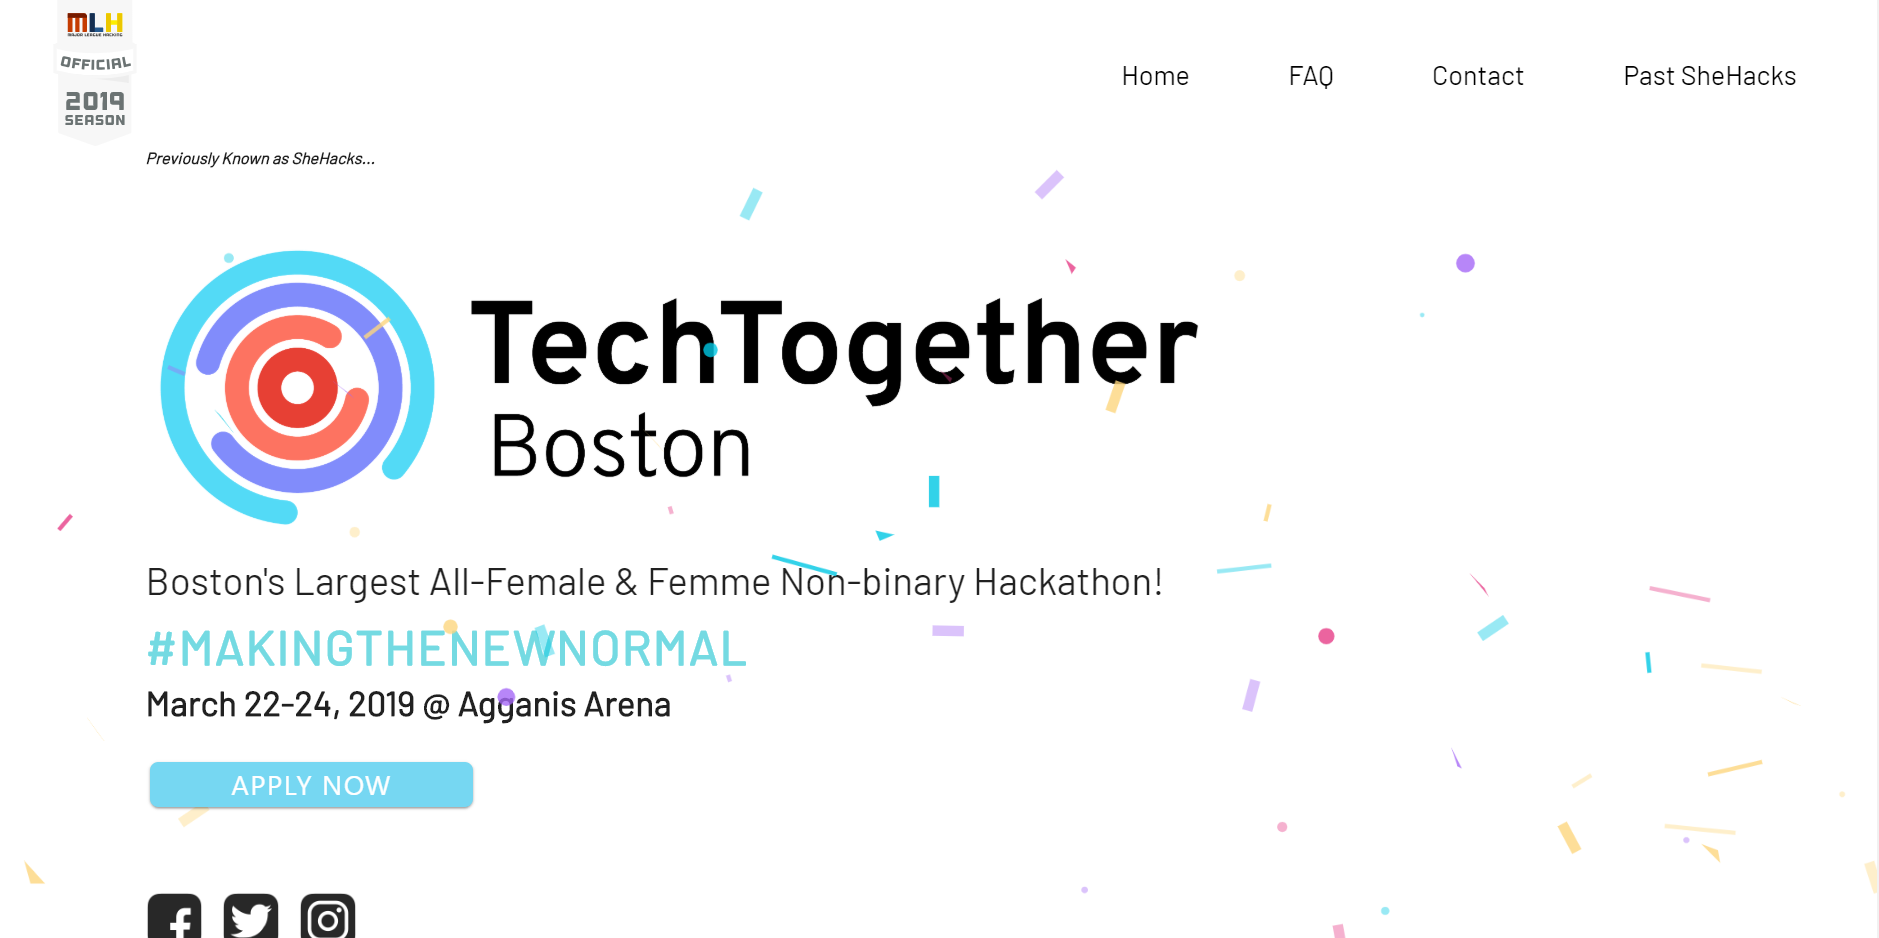 MLH
MAJOR LEAGUE HACKING
OFFICIAL
2019
SEASON
Home FAQ Contact Past SheHacks
Previously Known as SheHacks...
TechTogether
Boston
Boston's Largest All-Female & Femme Non-binary Hackathon!
#MAKINGTHENEWNORMAL
March 22-24, 2019 @ Agganis Arena
APPLY NOW